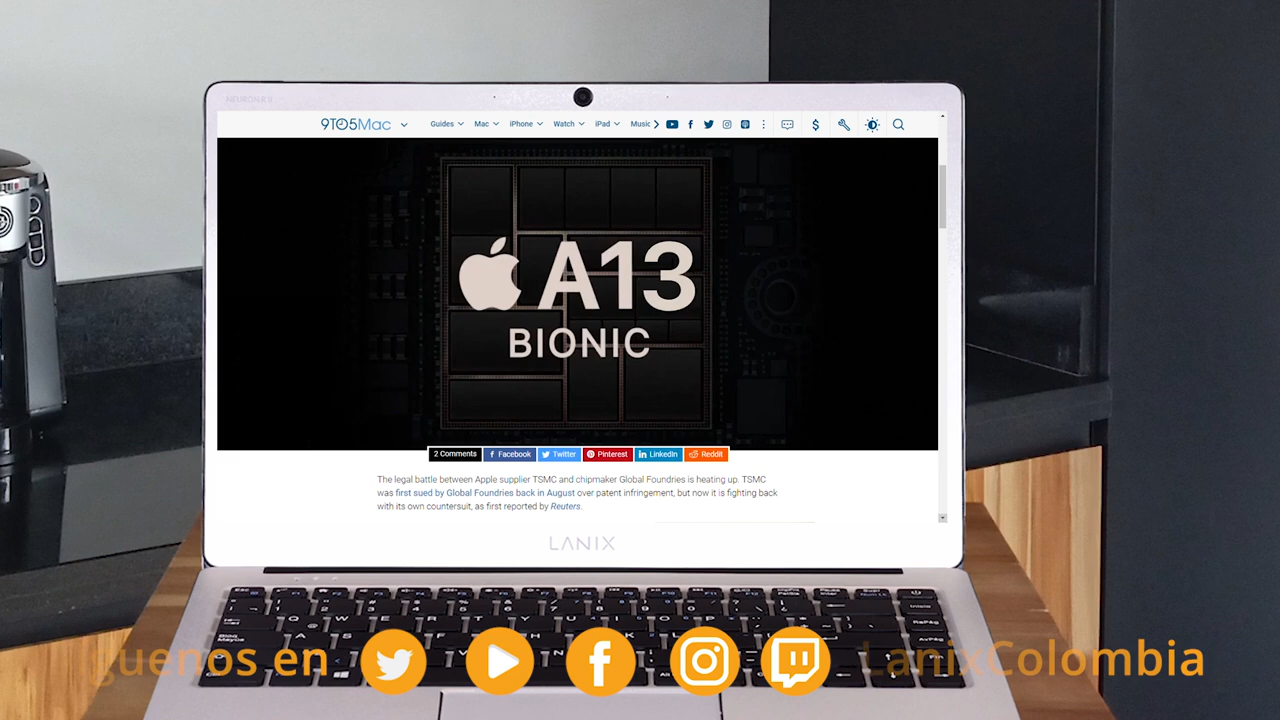 NEURON G II
9TO5Mac Guides Mac iPhone Watch iPad Music
A13
BIONIC
2 Comments Facebook Twitter Pinterest LinkedIn Reddit
The legal battle between Apple supplier TSMC and chipmaker Global Foundries is heating up. TSMC
was first sued by Global Foundries back in August over patent infringement, but now it is fighting back
with its own countersuit, as first reported by Reuters.
LANIX
guenos en LanixColombia